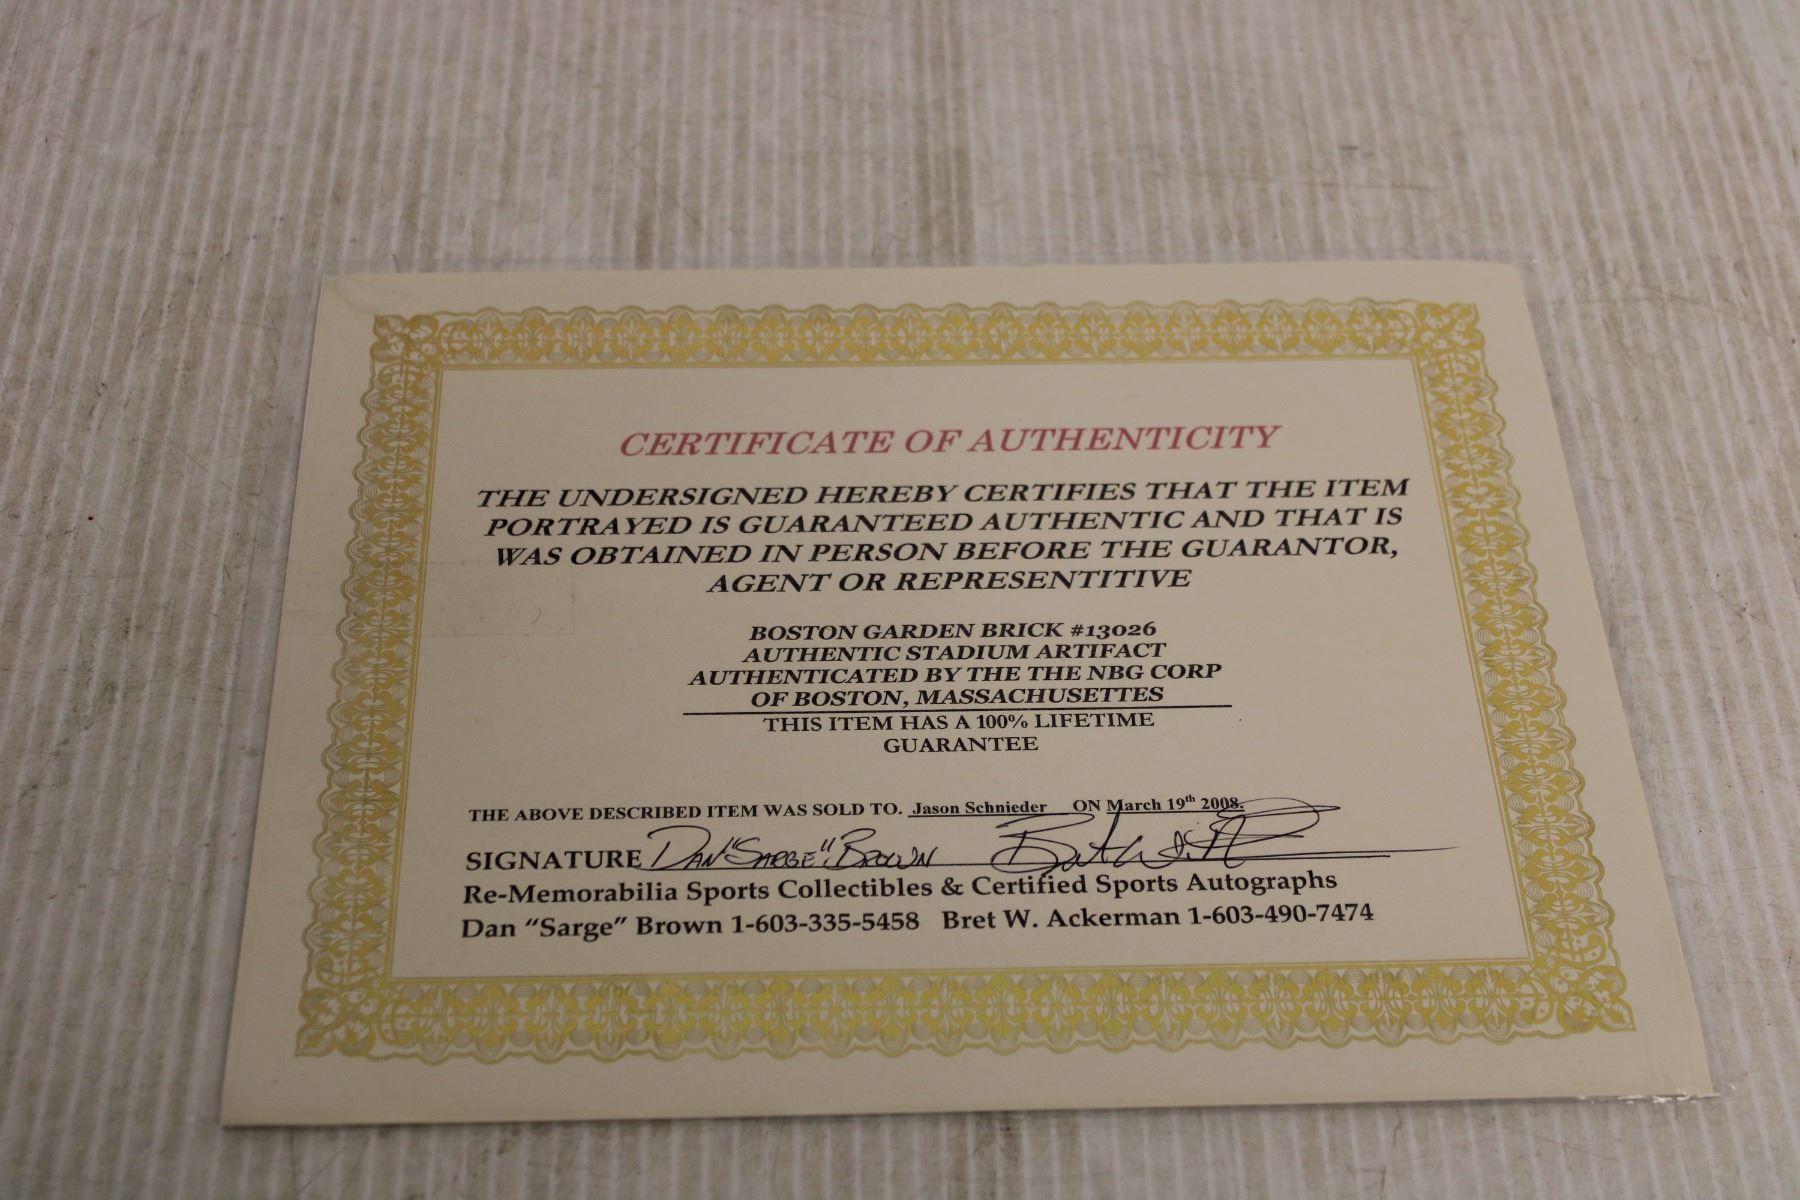 CERTIFICATE OF AUTHENTICITY
THE UNDERSIGNED HEREBY CERTIFIES THAT THE ITEM
PORTRAYED IS GUARANTEED AUTHENTIC AND THAT IS
WAS OBTAINED IN PERSON BEFORE THE GUARANTOR,
AGENT OR REPRESENTITIVE
BOSTON GARDEN BRICK #13026
AUTHENTIC STADIUM ARTIFACT
AUTHENTICATED BY THE THE NBG CORP
OF BOSTON, MASSACHUSETTES
THIS ITEM HAS A 100% LIFETIME
GUARANTEE
THE ABOVE DESCRIBED ITEM WAS SOLD TO. Jason Schnieder ON March 19th 2008.
SIGNATURE DAN "SARGE" BROWN
Re-Memorabilia Sports Collectibles & Certified Sports Autographs
Dan "Sarge" Brown 1-603-335-5458 Bret W. Ackerman 1-603-490-7474